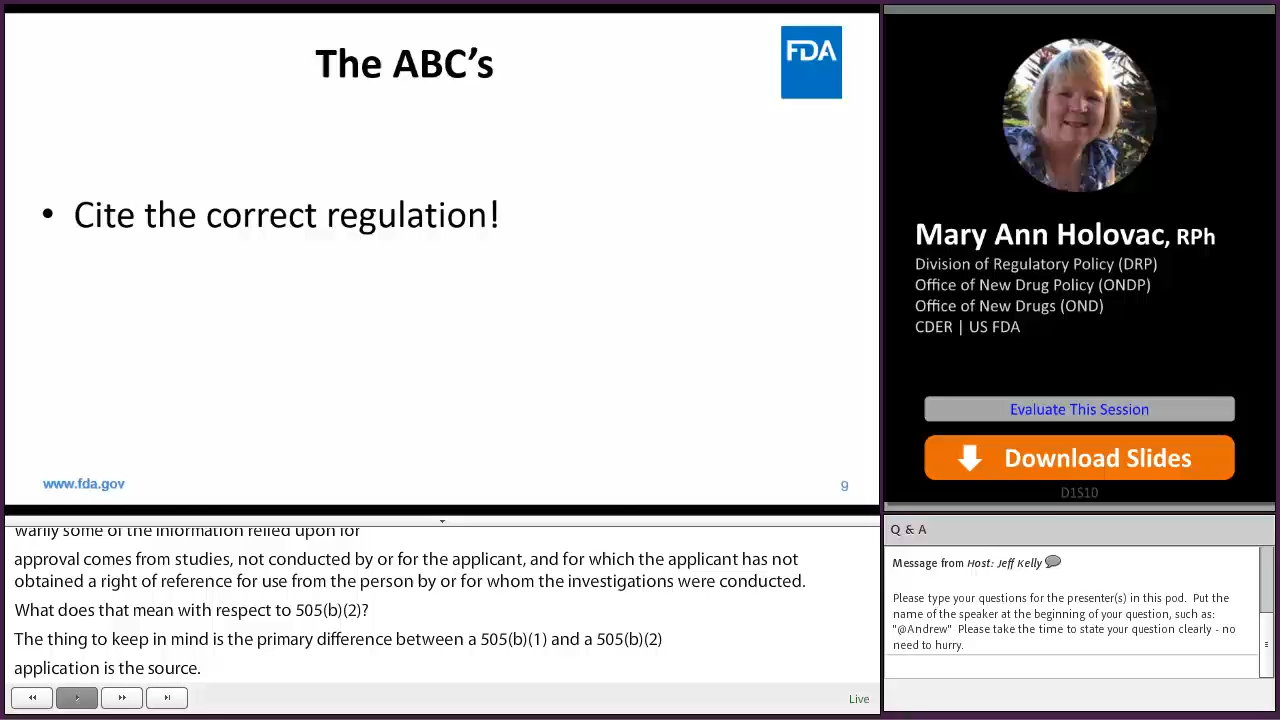 The ABC's
FDA
• Cite the correct regulation!
www.fda.gov
9
Mary Ann Holovac, RPh
Division of Regulatory Policy (DRP)
Office of New Drug Policy (ONDP)
Office of New Drugs (OND)
CDER | US FDA
Evaluate This Session
Download Slides
D1S10
warily some of the information relied upon for
approval comes from studies, not conducted by or for the applicant, and for which the applicant has not
obtained a right of reference for use from the person by or for whom the investigations were conducted.
What does that mean with respect to 505(b)(2)?
The thing to keep in mind is the primary difference between a 505(b)(1) and a 505(b)(2)
application is the source.
Live
Q & A
Message from Host: Jeff Kelly
Please type your questions for the presenter(s) in this pod. Put the
name of the speaker at the beginning of your question, such as:
"@Andrew" Please take the time to state your question clearly - no
need to hurry.